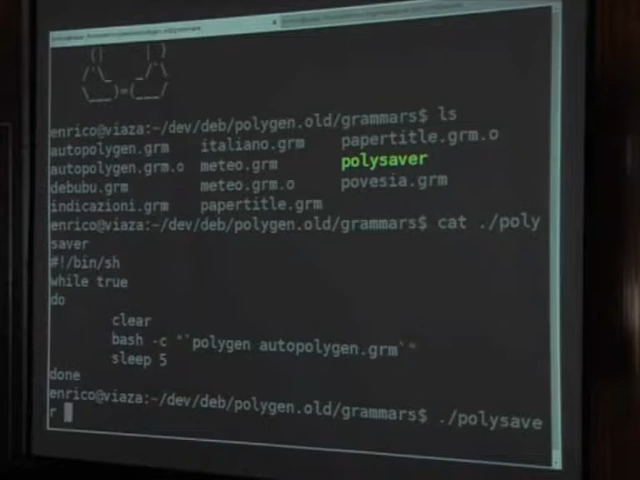 enrico@viaza:~/dev/deb/polygen.old/grammars$ ls
autopolygen.grm italiano.grm papertitle.grm.o
autopolygen.grm.o meteo.grm polysaver
debubu.grm meteo.grm.o povesia.grm
indicazioni.grm papertitle.grm
enrico@viaza:~/dev/deb/polygen.old/grammars$ cat ./poly
saver
#!/bin/sh
while true
do
clear
bash -c "`polygen autopolygen.grm`"
sleep 5
done
enrico@viaza:~/dev/deb/polygen.old/grammars$ ./polysave
r